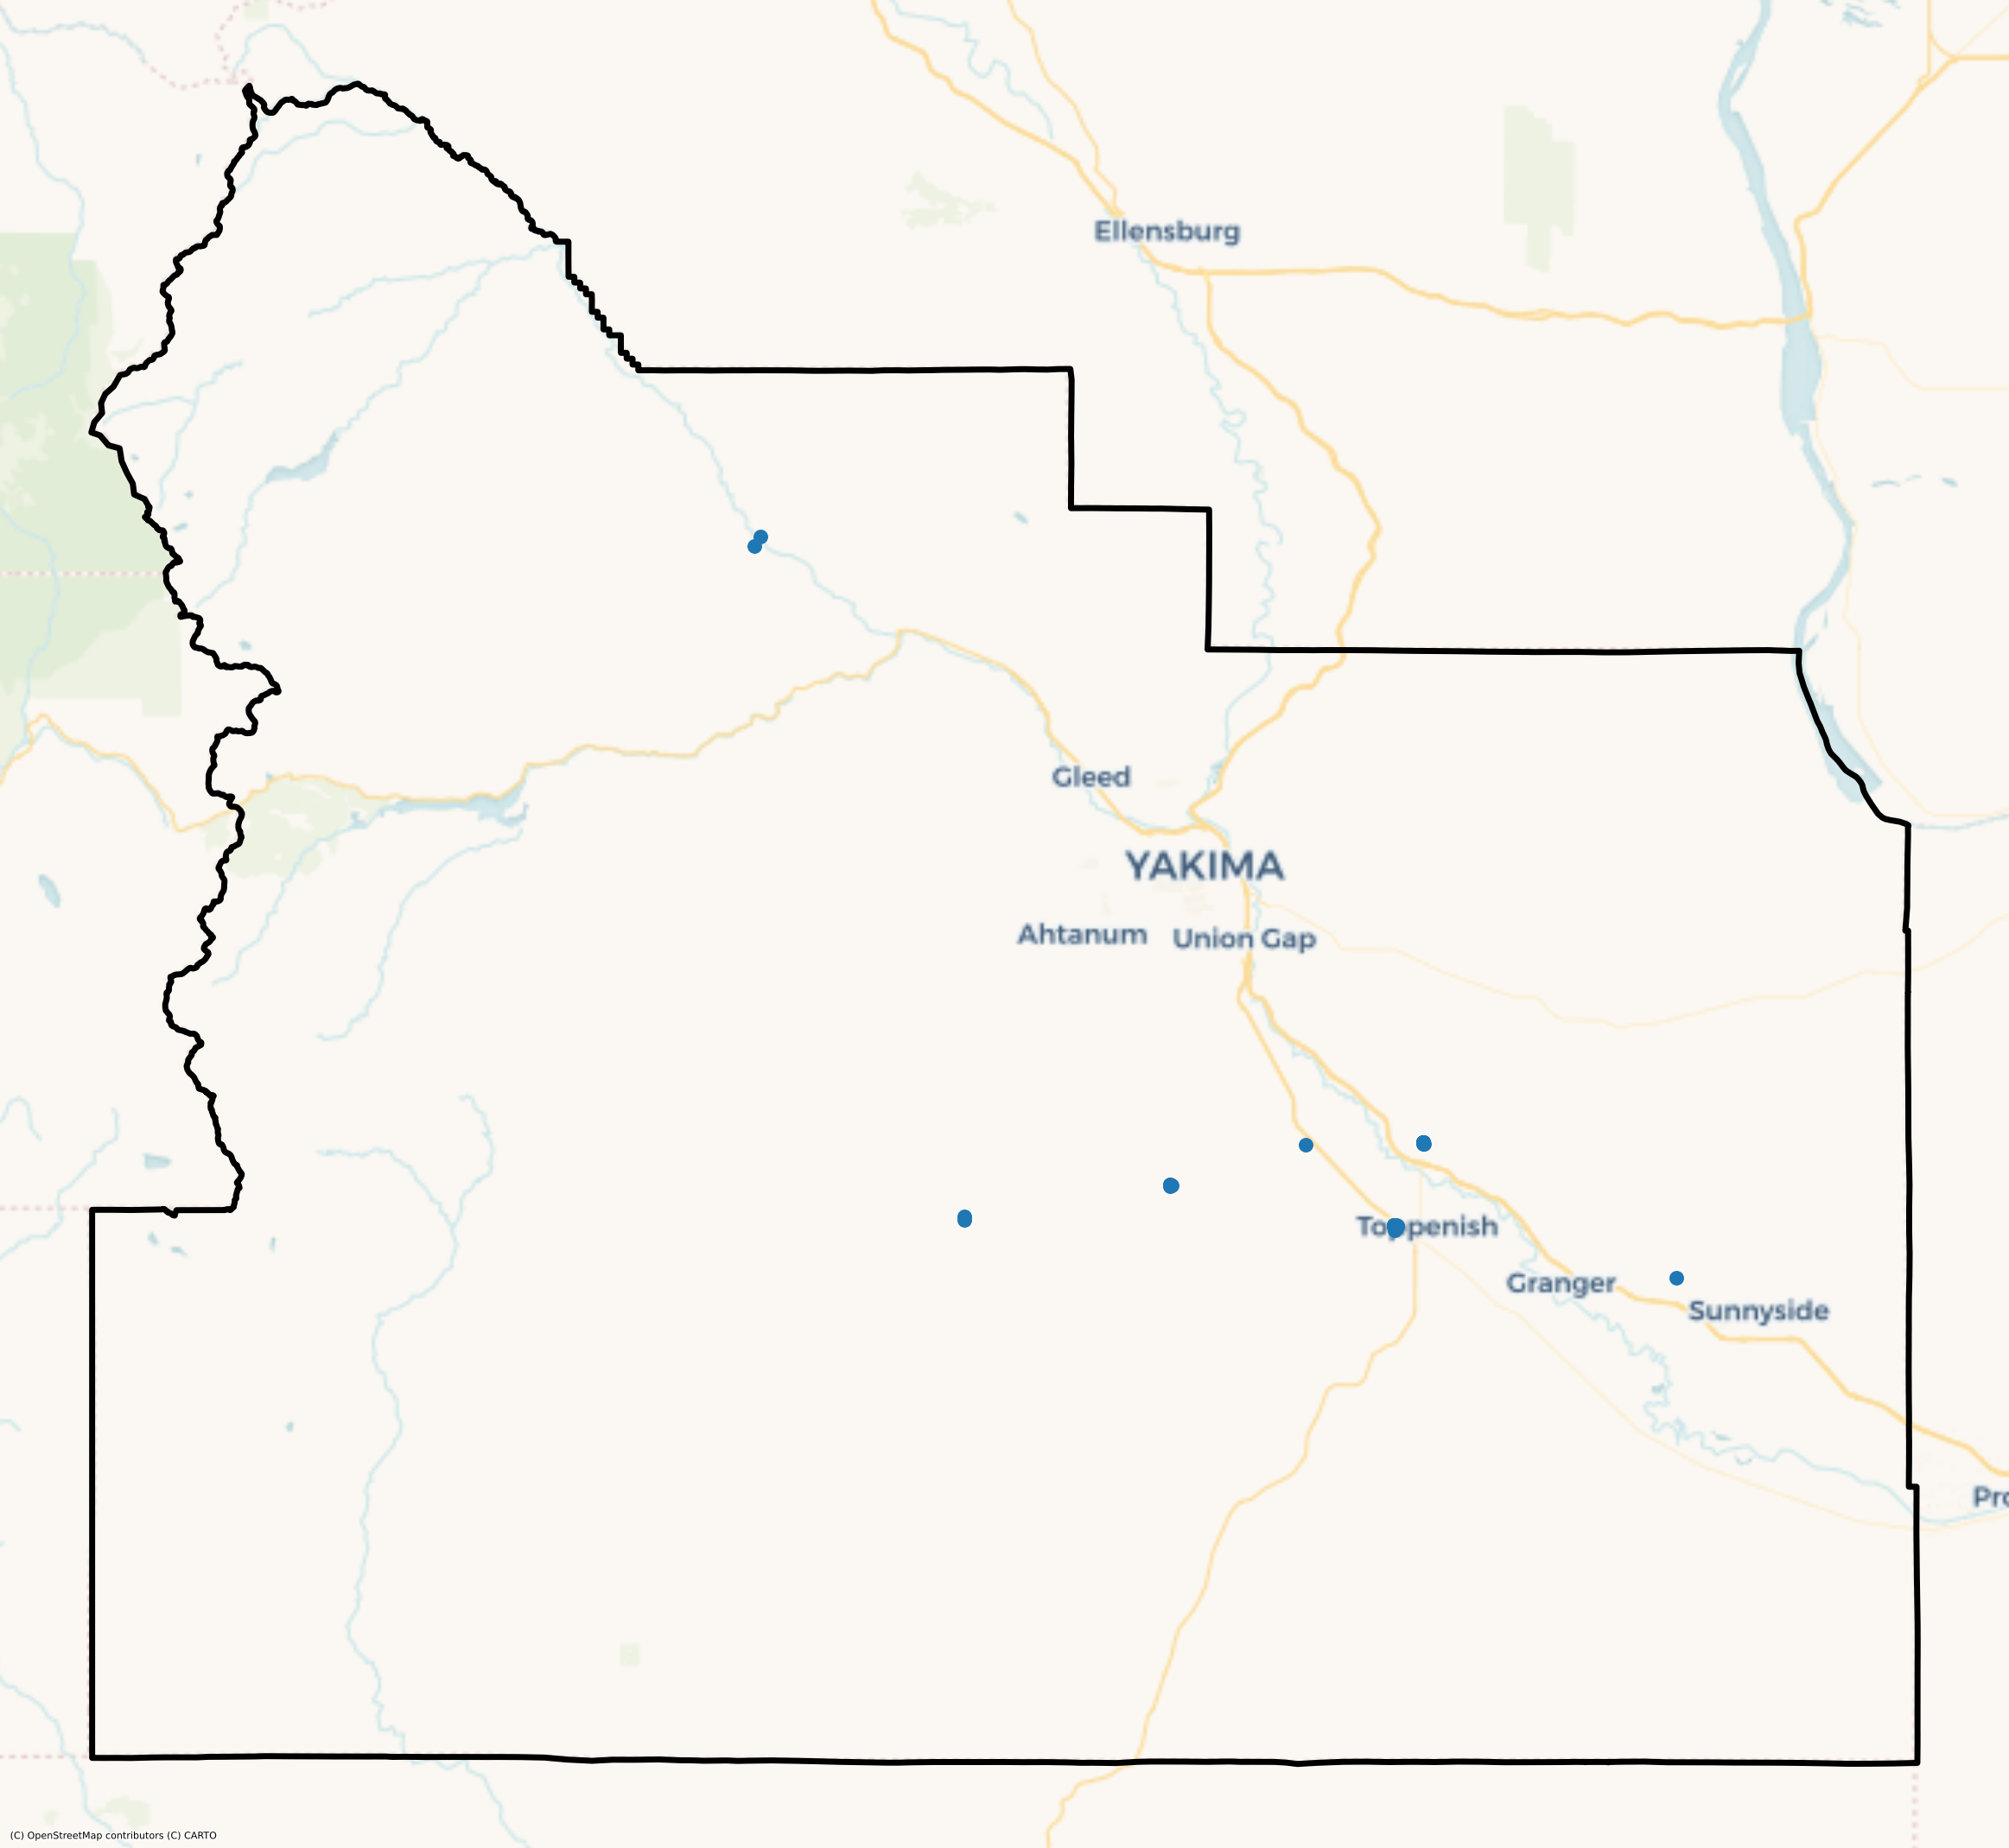 Ellensburg
Gleed
YAKIMA
Ahtanum
Union Gap
Toppenish
Granger
Sunnyside
Pro
(C) OpenStreetMap contributors (C) CARTO